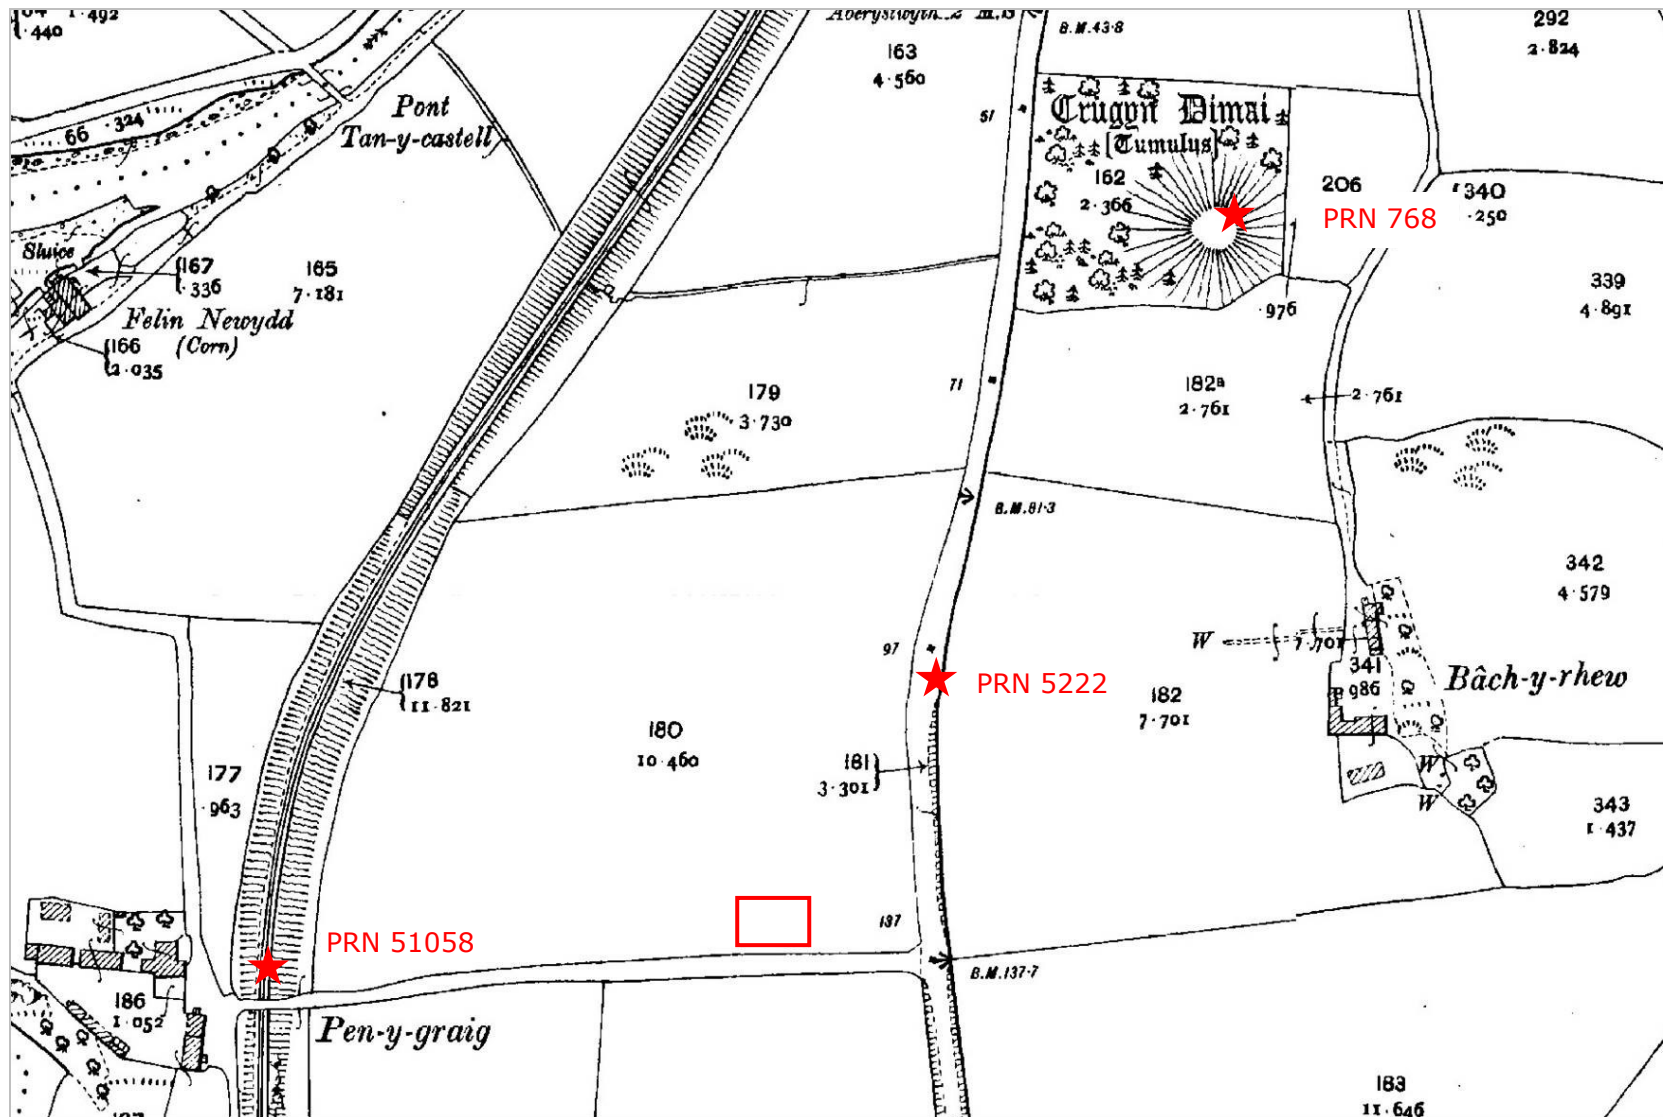 1·492
·440
Aberystwyth 2
B.M.43·8
292
2·824
163
4·560
Pont
Tan-y-castell
66 ·324
51
Crugyn Dimai
[Tumulus]
162
2·366
206
340
·250
PRN 768
Sluice
167
·336
165
7·181
Felin Newydd
(Corn)
166
2·035
339
4·891
·976
71
179
3·730
182a
2·761
2·761
B.M.81·3
342
4·579
97
W
7·701
341
·986
Bâch-y-rhew
PRN 5222
178
11·821
182
7·701
180
10·460
181
3·301
177
·963
W
W
343
1·437
137
PRN 51058
B.M.137·7
186
1·052
Pen-y-graig
183
11·646